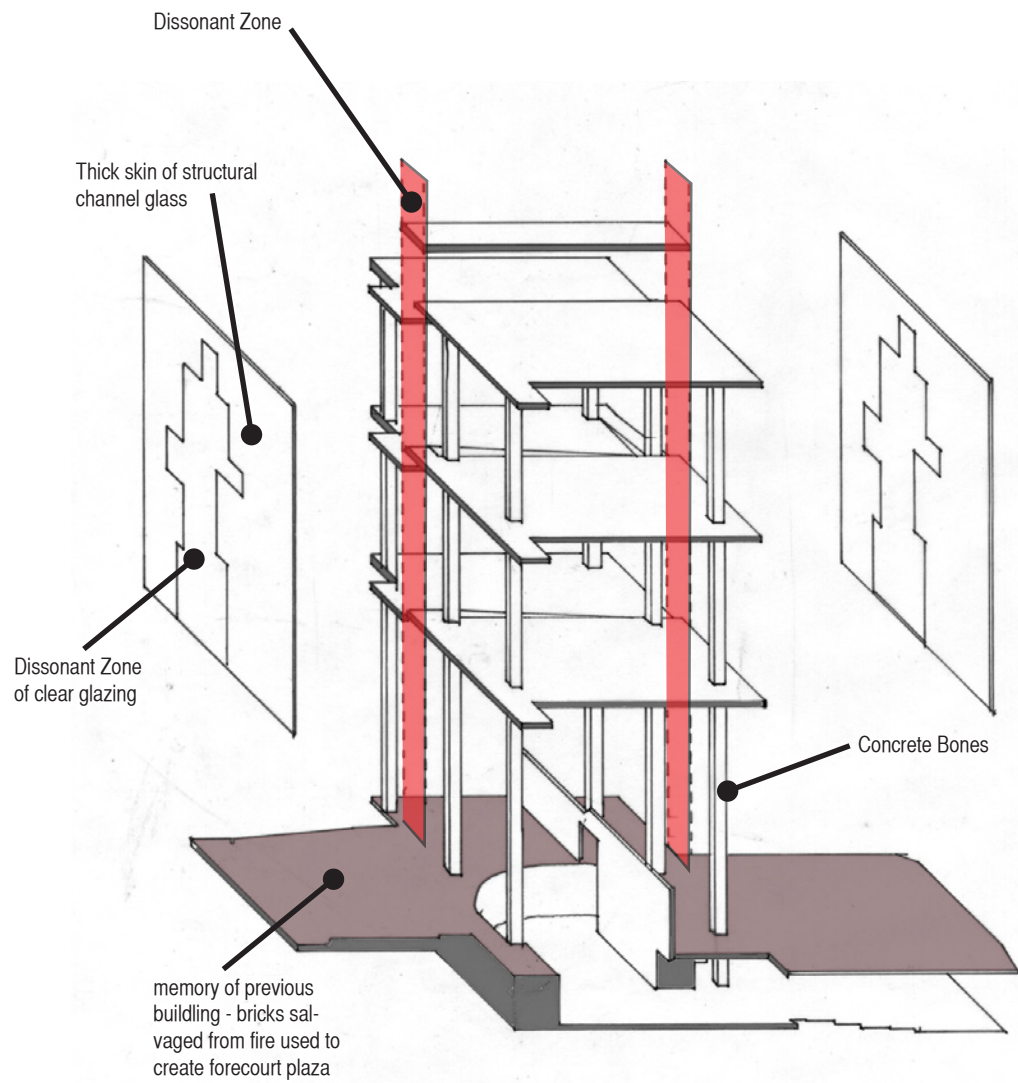 Dissonant Zone
Thick skin of structural
channel glass
Dissonant Zone
of clear glazing
Concrete Bones
memory of previous
buildling - bricks sal-
vaged from fire used to
create forecourt plaza